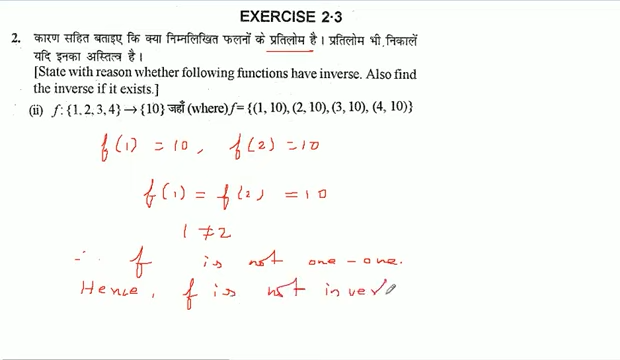 EXERCISE 2·3
2. कारण सहित बताइए कि क्या निम्नलिखित फलनों के प्रतिलोम है। प्रतिलोम भी निकालें
यदि इनका अस्तित्व है।
[State with reason whether following functions have inverse. Also find
the inverse if it exists.]
(ii) f: {1, 2, 3, 4} → {10} जहाँ (where) f = {(1, 10), (2, 10), (3, 10), (4, 10)}
f(1) = 10, f(2) = 10
f(1) = f(2) = 10
1 ≠ 2
∴ f is not one-one.
Hence, f is not inver